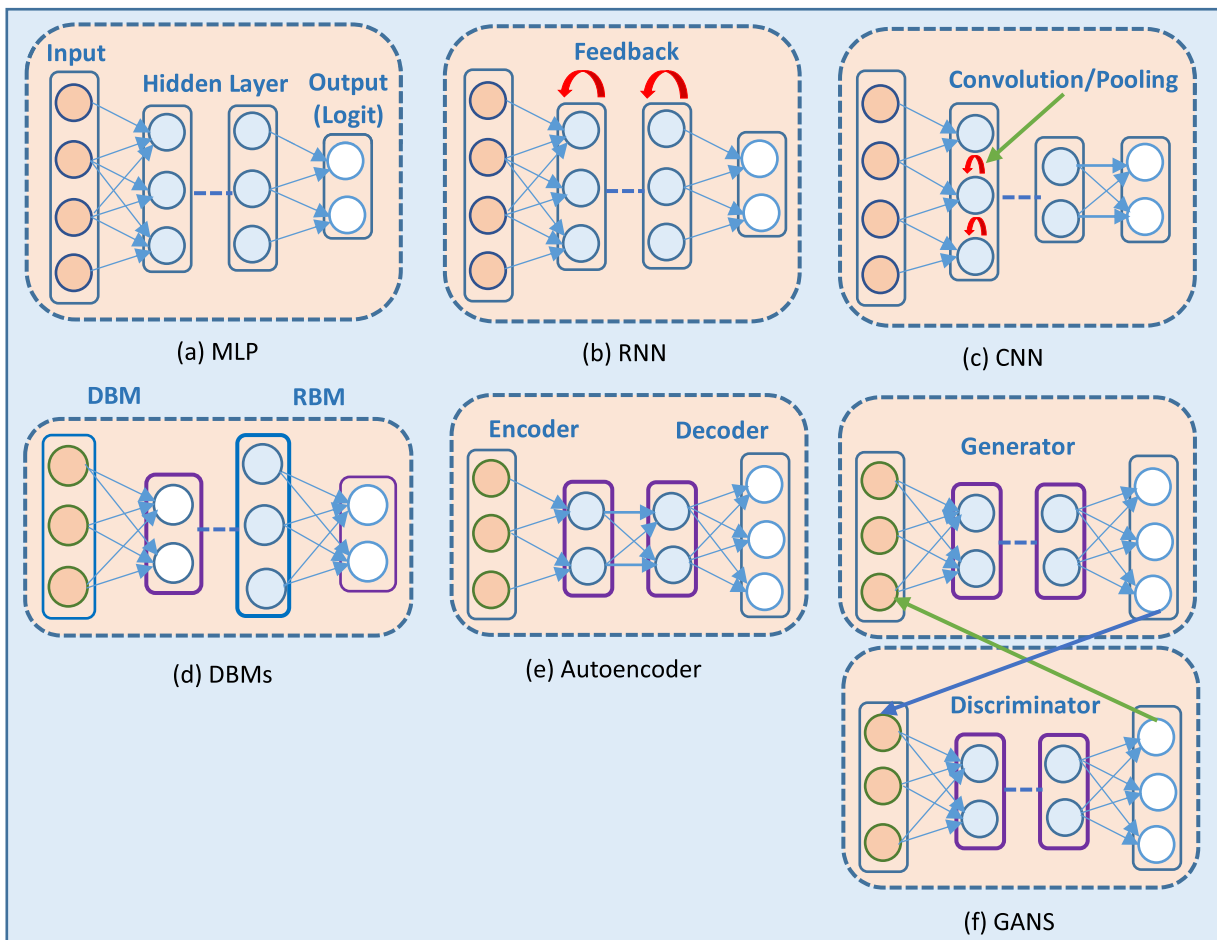 Input
Hidden Layer
Output
(Logit)
(a) MLP
Feedback
(b) RNN
Convolution/Pooling
(c) CNN
DBM
RBM
(d) DBMs
Encoder
Decoder
(e) Autoencoder
Generator
Discriminator
(f) GANS